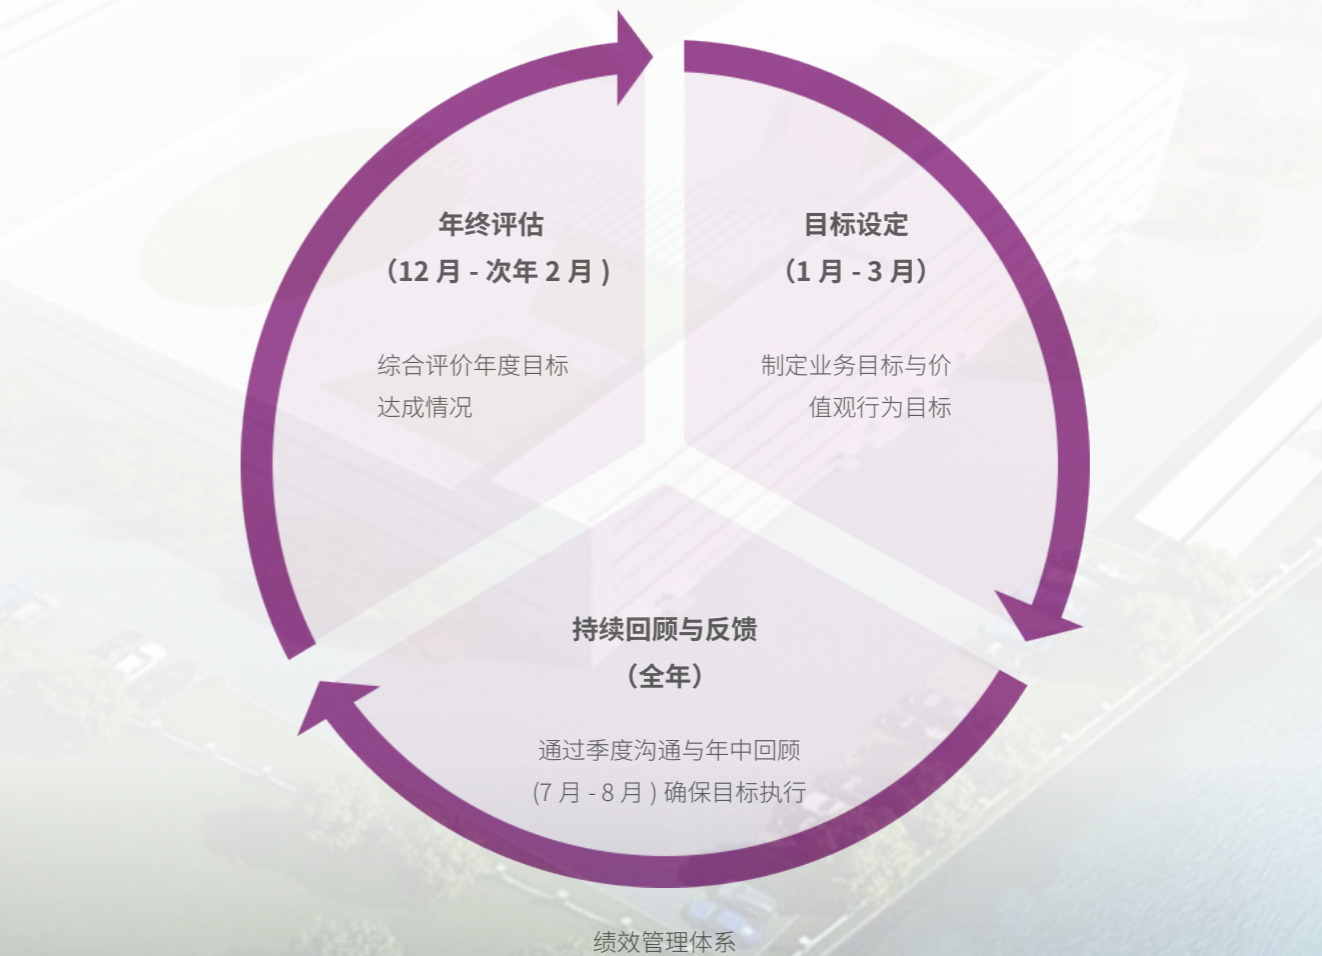 年终评估
（12 月 - 次年 2 月 )
综合评价年度目标
达成情况
目标设定
（1 月 - 3 月）
制定业务目标与价
值观行为目标
持续回顾与反馈
（全年）
通过季度沟通与年中回顾
(7 月 - 8 月 ) 确保目标执行
绩效管理体系